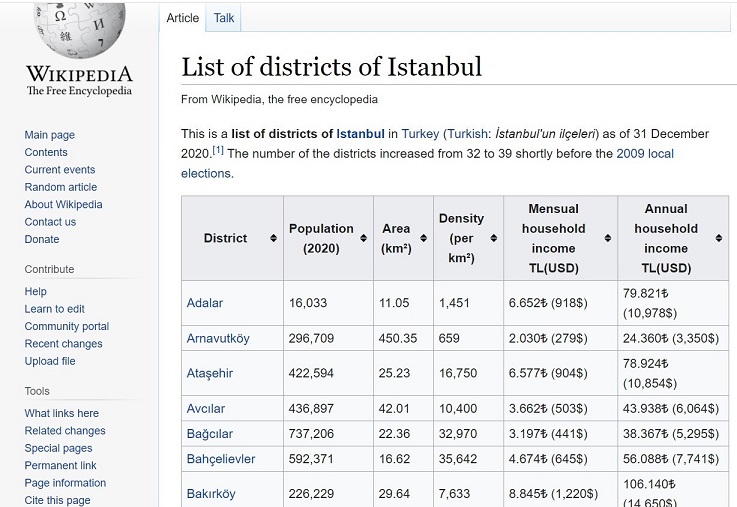 Ω W И
維 7
WIKIPEDIA
The Free Encyclopedia
Main page
Contents
Current events
Random article
About Wikipedia
Contact us
Donate
Contribute
Help
Learn to edit
Community portal
Recent changes
Upload file
Tools
What links here
Related changes
Special pages
Permanent link
Page information
Cite this page
Article Talk
List of districts of Istanbul
From Wikipedia, the free encyclopedia
This is a list of districts of Istanbul in Turkey (Turkish: İstanbul'un ilçeleri) as of 31 December
2020.[1] The number of the districts increased from 32 to 39 shortly before the 2009 local
elections.
District Population (2020) Area (km²) Density (per km²) Mensual household income TL(USD) Annual household income TL(USD)
Adalar 16,033 11.05 1,451 6.652₺ (918$) 79.821₺ (10,978$)
Arnavutköy 296,709 450.35 659 2.030₺ (279$) 24.360₺ (3,350$)
Ataşehir 422,594 25.23 16,750 6.577₺ (904$) 78.924₺ (10,854$)
Avcılar 436,897 42.01 10,400 3.662₺ (503$) 43.938₺ (6,064$)
Bağcılar 737,206 22.36 32,970 3.197₺ (441$) 38.367₺ (5,295$)
Bahçelievler 592,371 16.62 35,642 4.674₺ (645$) 56.088₺ (7,741$)
Bakırköy 226,229 29.64 7,633 8.845₺ (1,220$) 106.140₺ (14,650$)